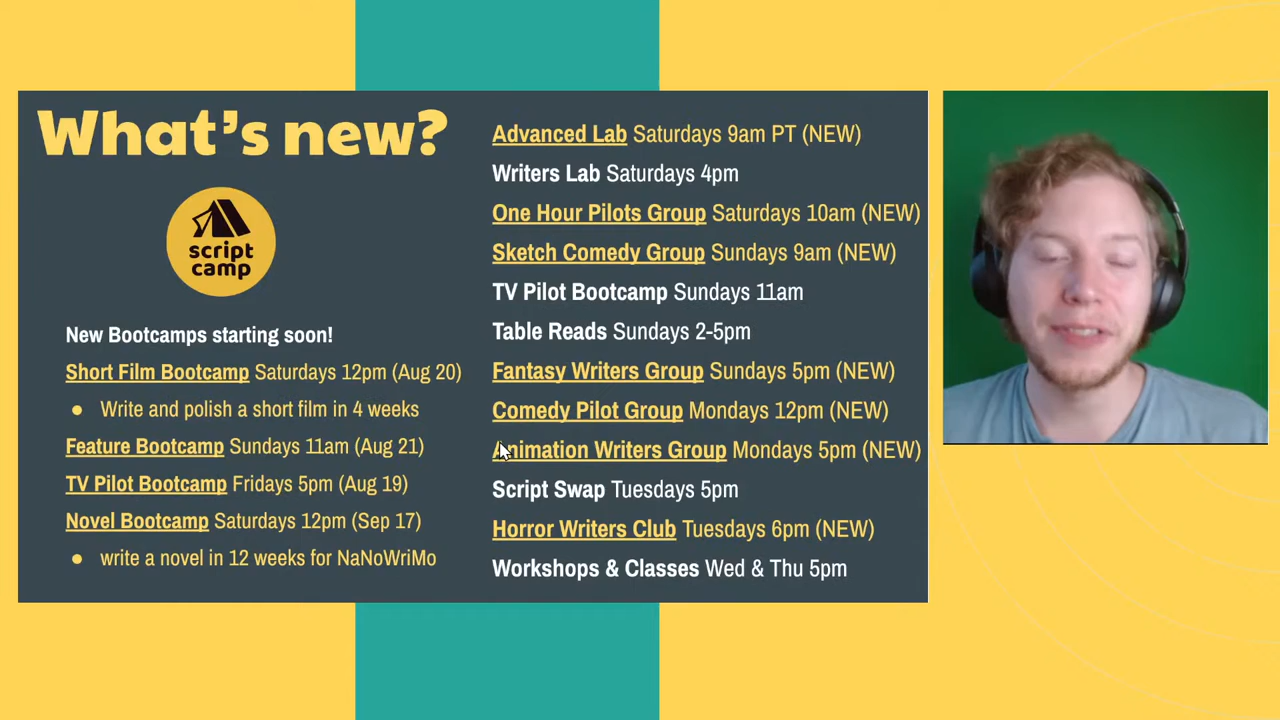 What's new?
script
camp
New Bootcamps starting soon!
Short Film Bootcamp Saturdays 12pm (Aug 20)
● Write and polish a short film in 4 weeks
Feature Bootcamp Sundays 11am (Aug 21)
TV Pilot Bootcamp Fridays 5pm (Aug 19)
Novel Bootcamp Saturdays 12pm (Sep 17)
● write a novel in 12 weeks for NaNoWriMo
Advanced Lab Saturdays 9am PT (NEW)
Writers Lab Saturdays 4pm
One Hour Pilots Group Saturdays 10am (NEW)
Sketch Comedy Group Sundays 9am (NEW)
TV Pilot Bootcamp Sundays 11am
Table Reads Sundays 2-5pm
Fantasy Writers Group Sundays 5pm (NEW)
Comedy Pilot Group Mondays 12pm (NEW)
Animation Writers Group Mondays 5pm (NEW)
Script Swap Tuesdays 5pm
Horror Writers Club Tuesdays 6pm (NEW)
Workshops & Classes Wed & Thu 5pm